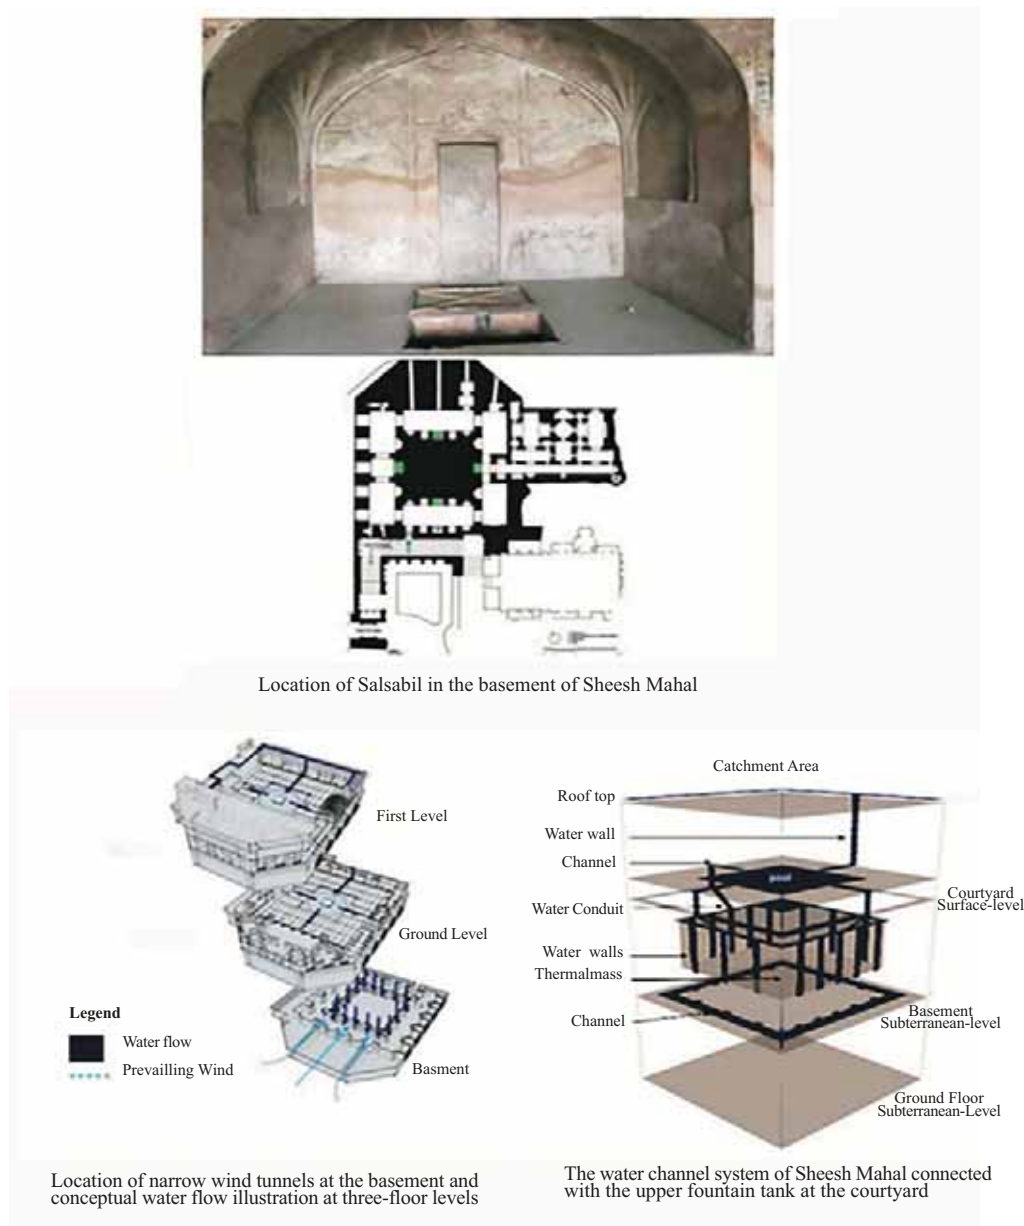 Location of Salsabil in the basement of Sheesh Mahal
First Level
Ground Level
Basment
Legend
Water flow
Prevailling Wind
Location of narrow wind tunnels at the basement and
conceptual water flow illustration at three-floor levels
Catchment Area
Roof top
Water wall
Channel
pool
Courtyard
Surface-level
Water Conduit
Water walls
Thermalmass
Channel
Basement
Subterranean-level
Ground Floor
Subterranean-Level
The water channel system of Sheesh Mahal connected
with the upper fountain tank at the courtyard